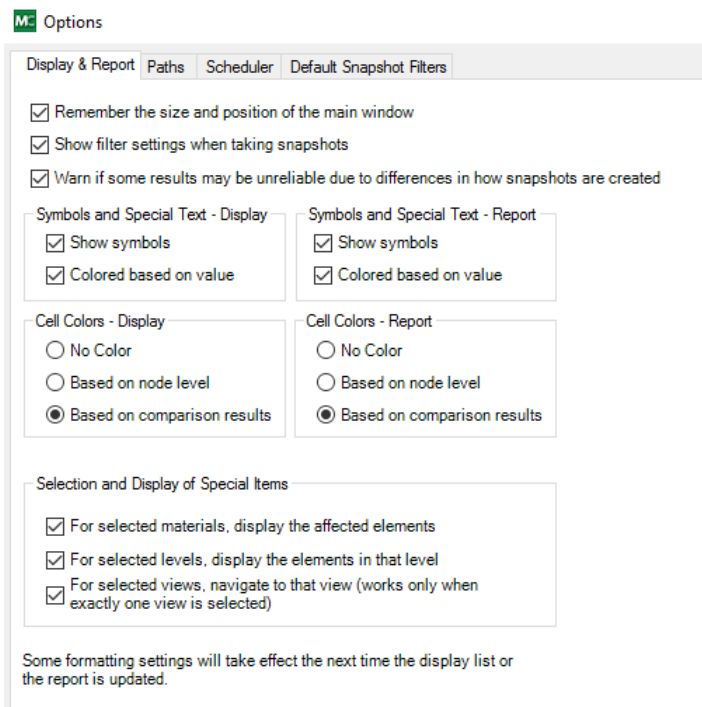 MC Options
Display & Report Paths Scheduler Default Snapshot Filters
Remember the size and position of the main window
Show filter settings when taking snapshots
Warn if some results may be unreliable due to differences in how snapshots are created
Symbols and Special Text - Display
Show symbols
Colored based on value
Symbols and Special Text - Report
Show symbols
Colored based on value
Cell Colors - Display
No Color
Based on node level
Based on comparison results
Cell Colors - Report
No Color
Based on node level
Based on comparison results
Selection and Display of Special Items
For selected materials, display the affected elements
For selected levels, display the elements in that level
For selected views, navigate to that view (works only when
exactly one view is selected)
Some formatting settings will take effect the next time the display list or
the report is updated.